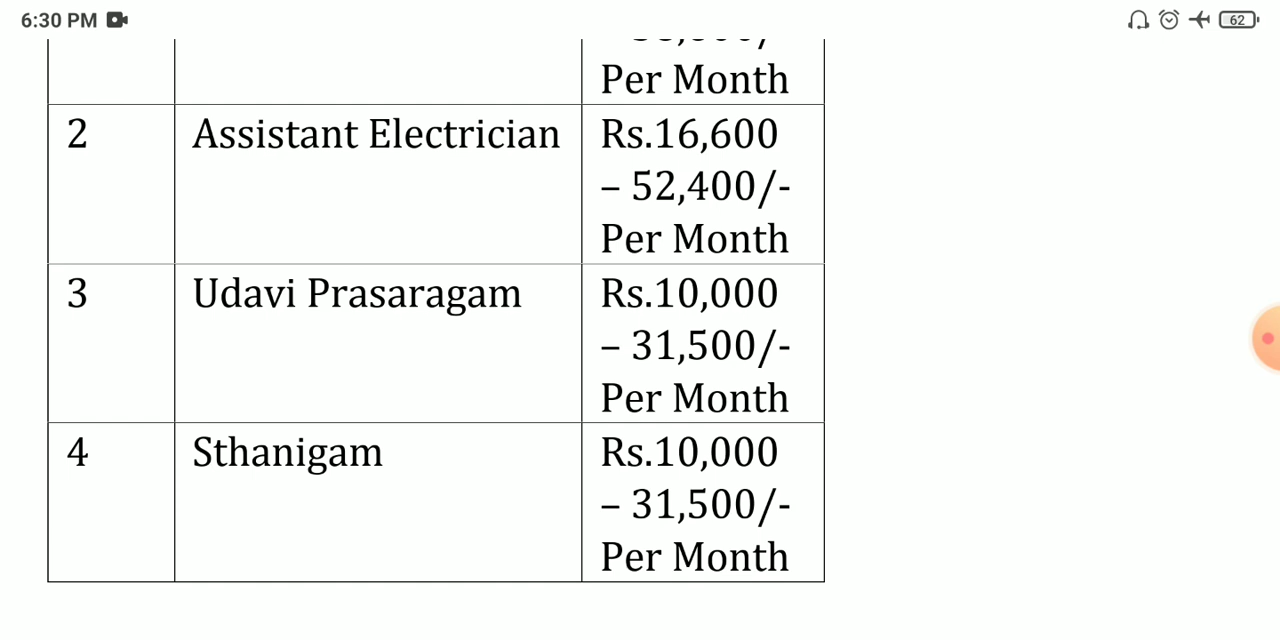 6:30 PM
62
Per Month
2 Assistant Electrician Rs.16,600
– 52,400/-
Per Month
3 Udavi Prasaragam Rs.10,000
– 31,500/-
Per Month
4 Sthanigam Rs.10,000
– 31,500/-
Per Month